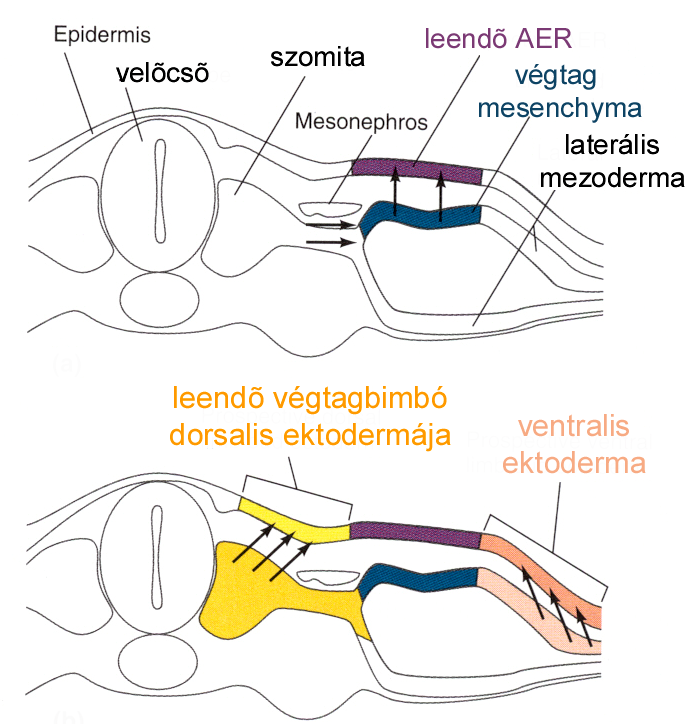 Epidermis
velõcsõ
szomita
leendõ AER
végtag
mesenchyma
Mesonephros
laterális
mezoderma
(a)
leendõ végtagbimbó
dorsalis ektodermája
ventralis
ektoderma
(b)